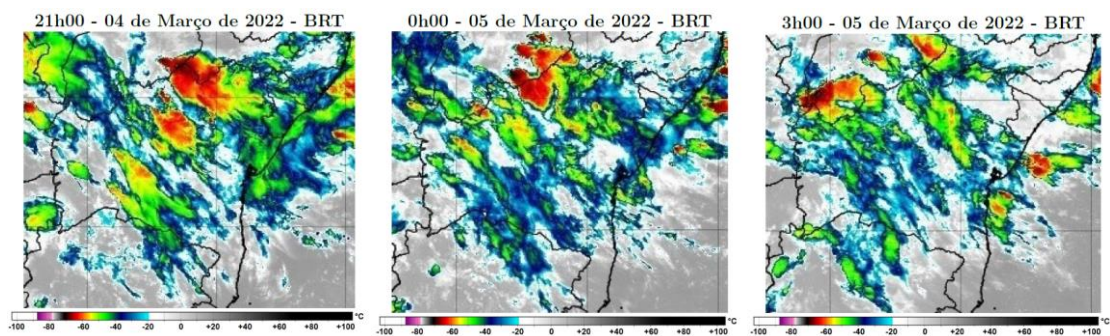 21h00 - 04 de Março de 2022 - BRT
0h00 - 05 de Março de 2022 - BRT
3h00 - 05 de Março de 2022 - BRT
-100 -80 -60 -40 -20 0 +20 +40 +60 +80 +100 °C
-100 -80 -60 -40 -20 0 +20 +40 +60 +80 +100 °C
-100 -80 -60 -40 -20 0 +20 +40 +60 +80 +100 °C